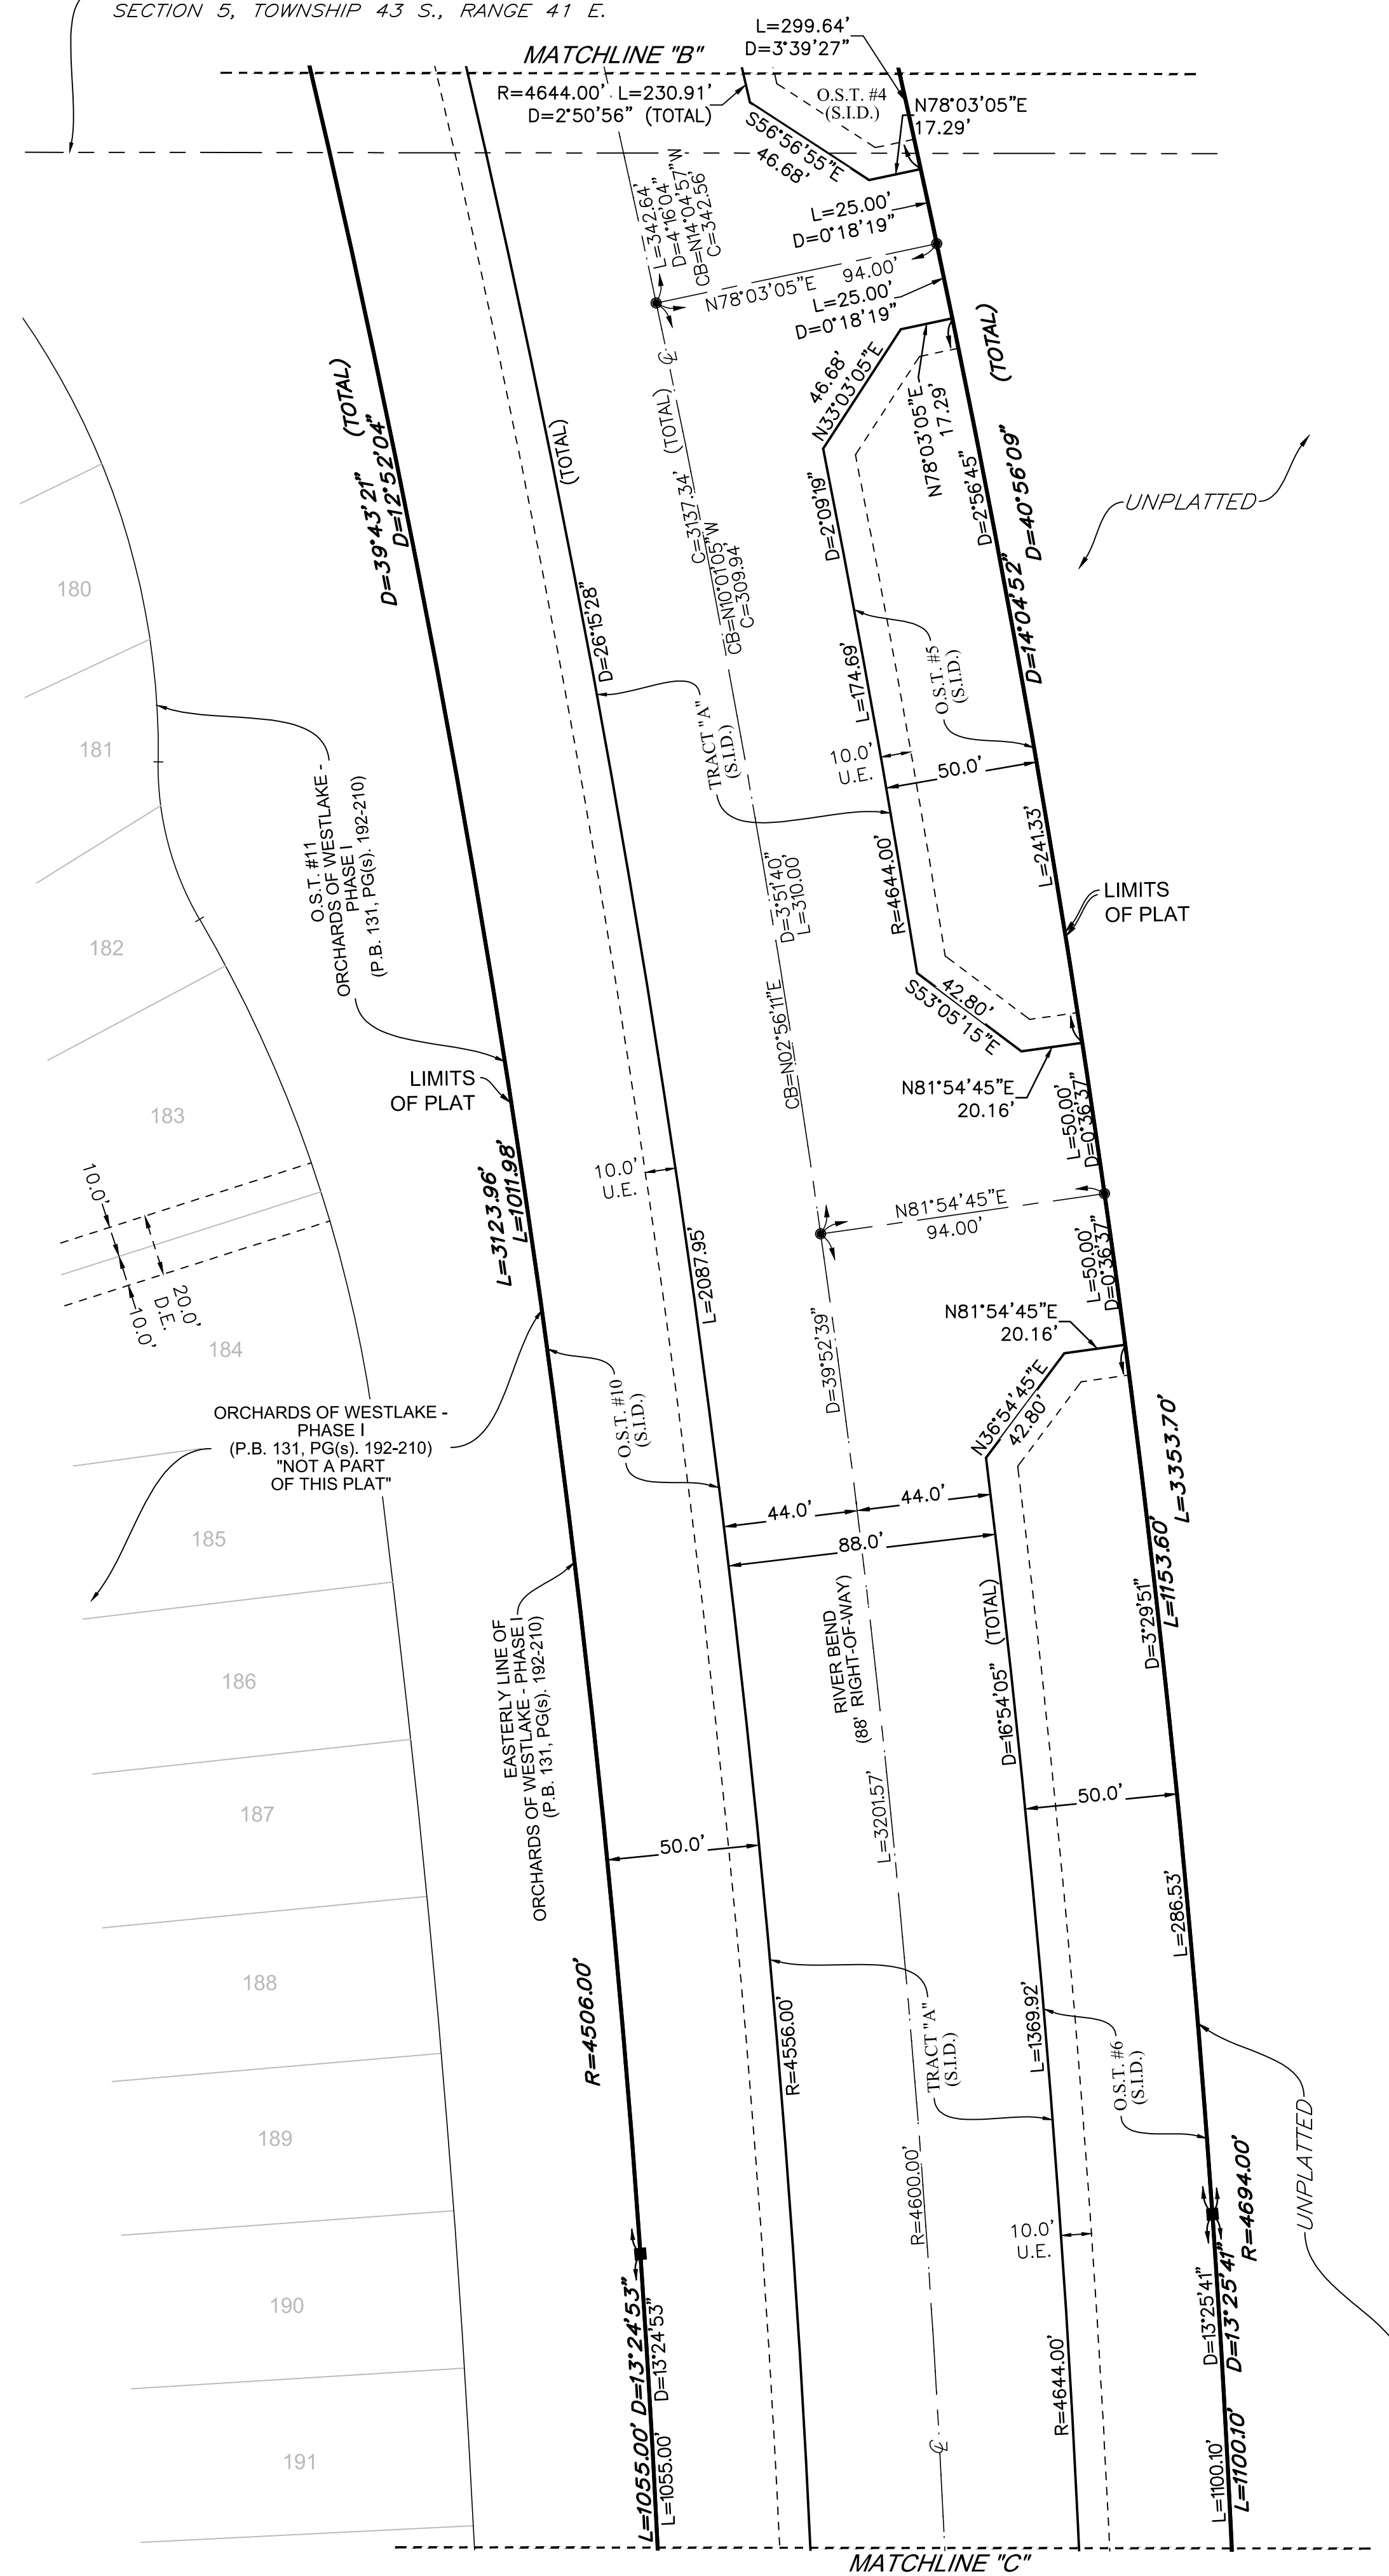 SECTION 5, TOWNSHIP 43 S., RANGE 41 E.
MATCHLINE "B"
L=299.64'
D=3°39'27"
R=4644.00' L=230.91'
D=2°50'56" (TOTAL)
O.S.T. #4
(S.I.D.)
N78°03'05"E
17.29'
S56°56'55"E
46.68'
L=342.64'
D=4°16'04"
CB=N14°04'57"W
C=342.56'
L=25.00'
D=0°18'19"
N78°03'05"E 94.00'
L=25.00'
D=0°18'19"
℄
46.68'
N33°03'05"E
N78°03'05"E
17.29'
(TOTAL)
D=40°56'09"
D=14°04'52"
D=2°56'45"
UNPLATTED
(TOTAL)
D=39°43'21"
D=12°52'04"
(TOTAL)
D=26°15'28"
C=3137.34' (TOTAL)
CB=N10°01'05"W
C=309.94'
D=2°09'19"
L=174.69'
O.S.T. #5
(S.I.D.)
10.0'
U.E.
50.0'
TRACT "A"
(S.I.D.)
180
181
182
183
184
185
186
187
188
189
190
191
O.S.T. #11
ORCHARDS OF WESTLAKE -
PHASE I
(P.B. 131, PG(s). 192-210)
D=3°51'40"
L=310.00'
R=4644.00'
L=241.33'
LIMITS
OF PLAT
42.80'
S53°05'15"E
CB=N02°56'11"E
N81°54'45"E
20.16'
L=50.00'
D=0°36'37"
LIMITS
OF PLAT
L=3123.96'
L=1011.98'
10.0'
U.E.
10.0'
20.0'
D.E.
10.0'
N81°54'45"E
94.00'
L=50.00'
D=0°36'37"
L=2087.95'
N81°54'45"E
20.16'
D=39°52'39"
N36°54'45"E
42.80'
ORCHARDS OF WESTLAKE -
PHASE I
(P.B. 131, PG(s). 192-210)
"NOT A PART
OF THIS PLAT"
O.S.T. #10
(S.I.D.)
44.0'
44.0'
88.0'
L=3353.70'
L=1153.60'
D=3°29'51"
RIVER BEND
(88' RIGHT-OF-WAY)
D=16°54'05" (TOTAL)
EASTERLY LINE OF
ORCHARDS OF WESTLAKE - PHASE I
(P.B. 131, PG(s). 192-210)
L=3201.57'
50.0'
50.0'
L=286.53'
R=4506.00'
R=4556.00'
TRACT "A"
(S.I.D.)
L=1369.92'
O.S.T. #6
(S.I.D.)
UNPLATTED
R=4600.00'
10.0'
U.E.
R=4694.00'
D=13°24'53"
D=13°24'53"
L=1055.00'
L=1055.00'
R=4644.00'
℄
D=13°25'41"
D=13°25'41"
L=1100.10'
L=1100.10'
MATCHLINE "C"